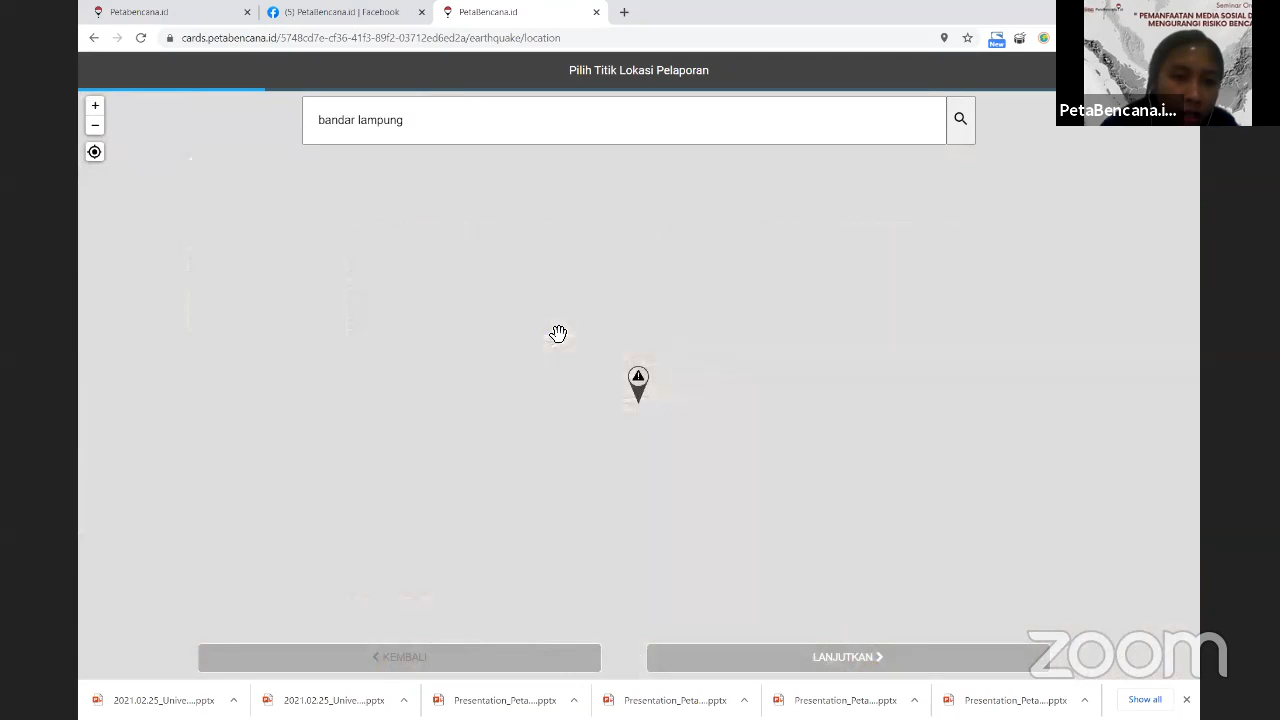 Petabencana.id
(5) PetaBencana.id | Facebook
PetaBencana.id
cards.petabencana.id/5748cd7e-cf36-41f3-89f2-03712ed6ed2a/earthquake/location
New
Seminar On
" PEMANFAATAN MEDIA SOSIAL D
MENGURANGI RISIKO BENCA
PetaBencana.i...
Pilih Titik Lokasi Pelaporan
+
−
bandar lampung
KEMBALI
LANJUTKAN
zoom
2021.02.25_Unive....pptx
2021.02.25_Unive....pptx
Presentation_Peta....pptx
Presentation_Peta....pptx
Presentation_Peta....pptx
Presentation_Peta....pptx
Show all